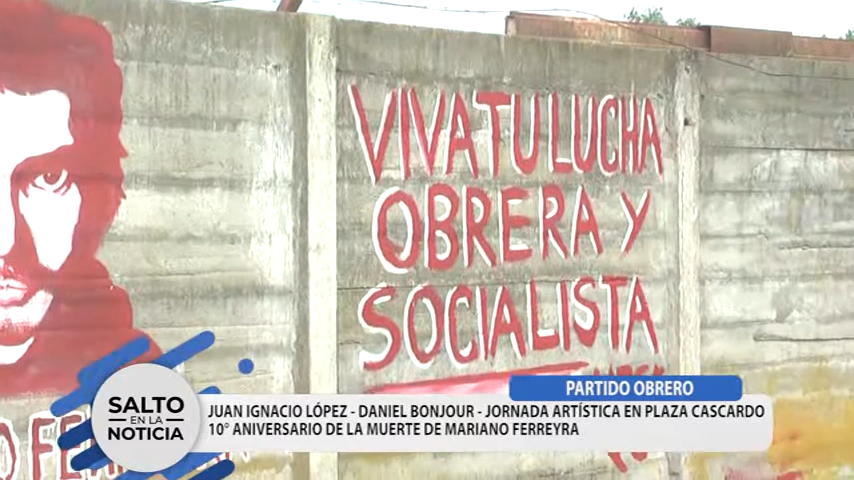 VIVA TU LUCHA
OBRERA Y
SOCIALISTA
PARTIDO OBRERO
SALTO
EN LA
NOTICIA
JUAN IGNACIO LÓPEZ - DANIEL BONJOUR - JORNADA ARTÍSTICA EN PLAZA CASCARDO
10° ANIVERSARIO DE LA MUERTE DE MARIANO FERREYRA